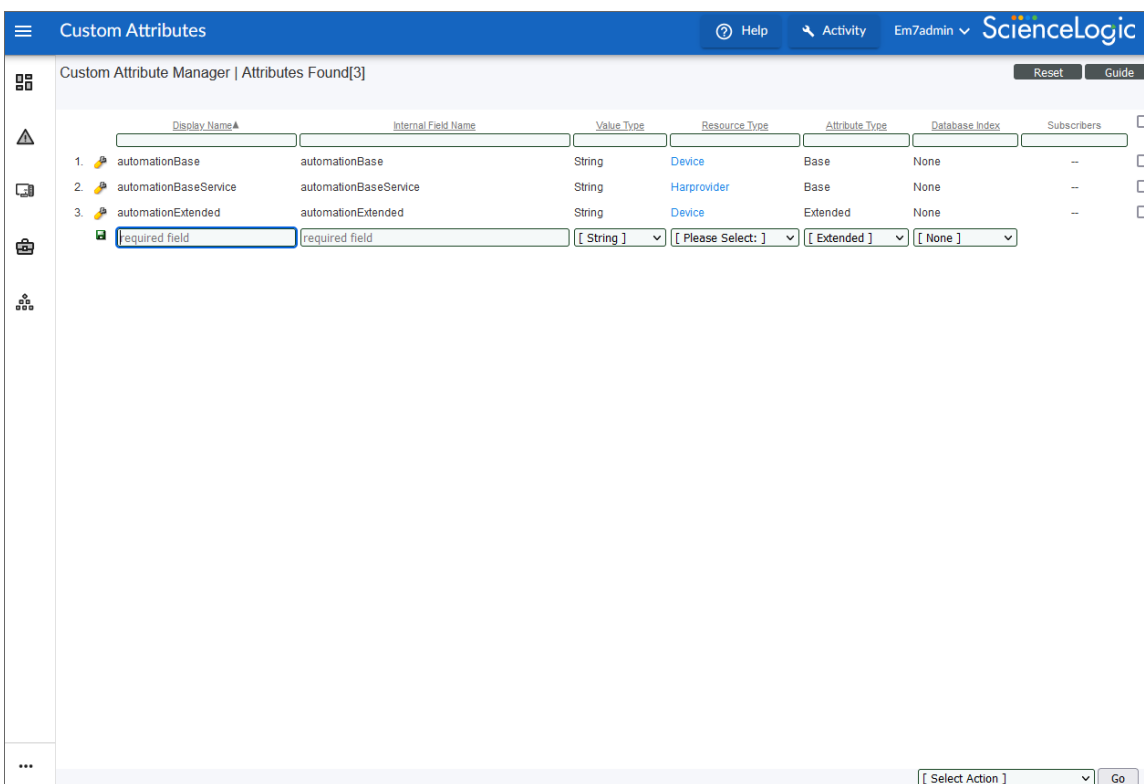 Custom Attributes
Help
Activity
Em7admin
ScienceLogic
Custom Attribute Manager | Attributes Found[3]
Reset
Guide
Display Name
Internal Field Name
Value Type
Resource Type
Attribute Type
Database Index
Subscribers
1. automationBase automationBase String Device Base None --
2. automationBaseService automationBaseService String Harprovider Base None --
3. automationExtended automationExtended String Device Extended None --
required field required field [ String ] [ Please Select: ] [ Extended ] [ None ]
[ Select Action ] Go